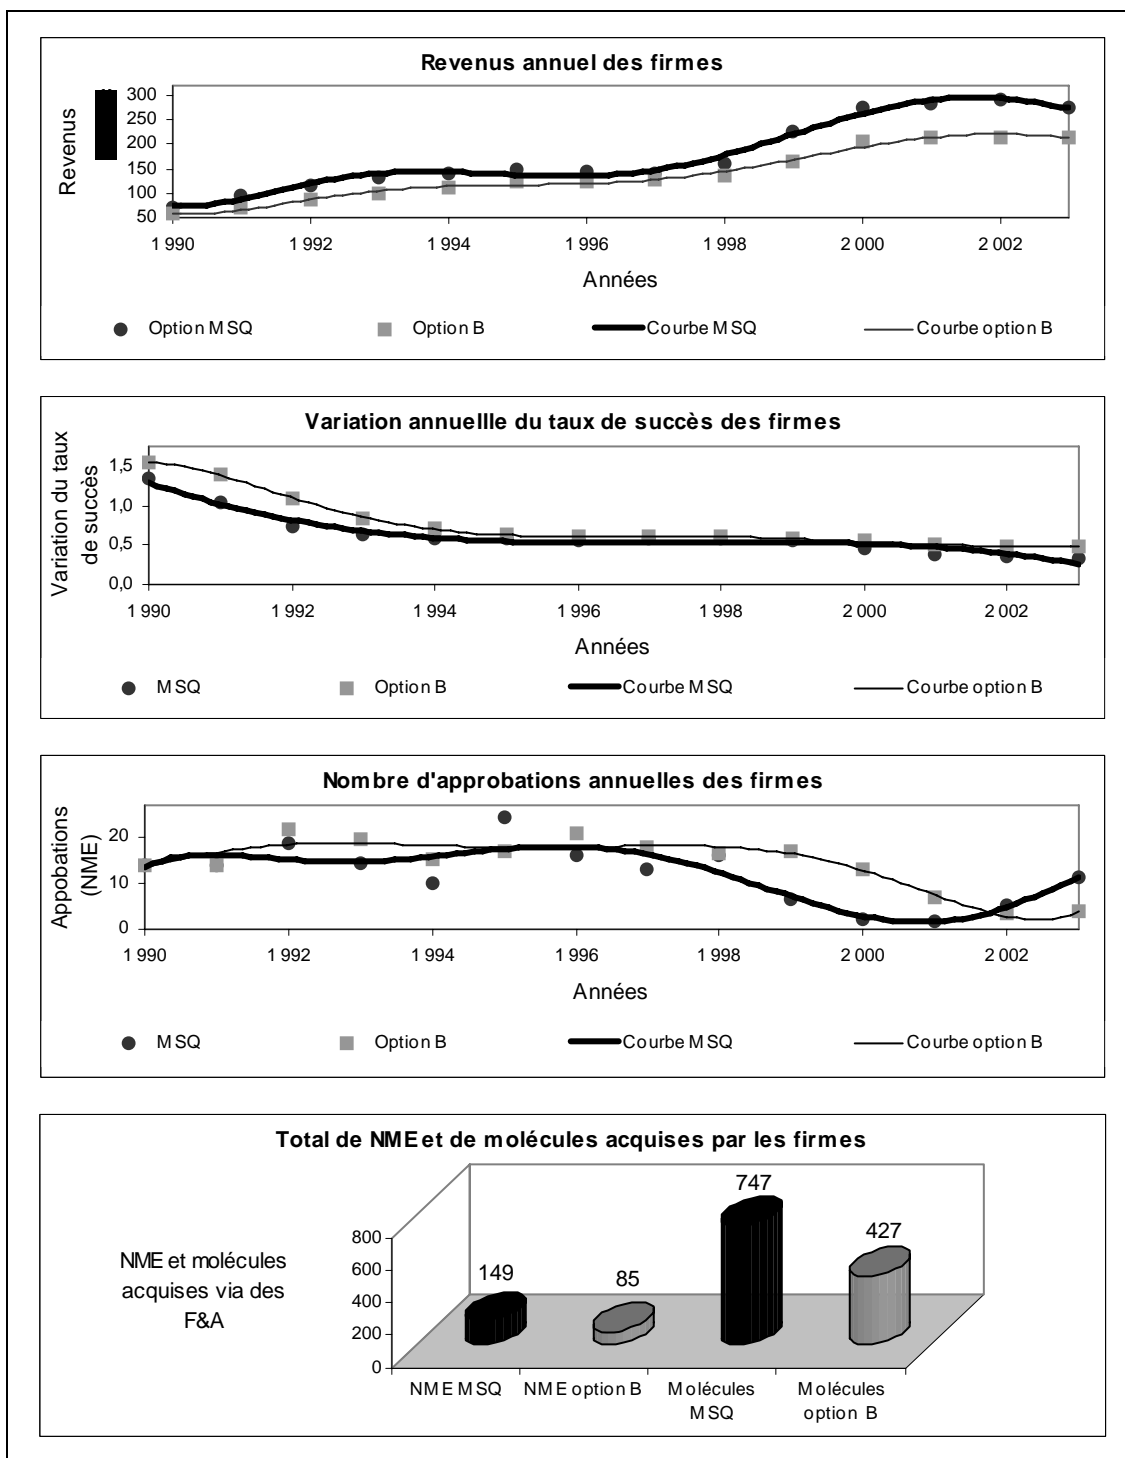 Revenus annuel des firmes
Revenus
300
250
200
150
100
50
1 990
1 992
1 994
1 996
1 998
2 000
2 002
Années
Option MSQ
Option B
Courbe MSQ
Courbe option B
Variation annuellle du taux de succès des firmes
Variation du taux
de succès
1,5
1,0
0,5
0,0
1 990
1 992
1 994
1 996
1 998
2 000
2 002
Années
MSQ
Option B
Courbe MSQ
Courbe option B
Nombre d'approbations annuelles des firmes
Appobations
(NME)
20
10
0
1 990
1 992
1 994
1 996
1 998
2 000
2 002
Années
MSQ
Option B
Courbe MSQ
Courbe option B
Total de NME et de molécules acquises par les firmes
NME et molécules
acquises via des
F&A
800
600
400
200
0
149
85
747
427
NME MSQ
NME option B
Molécules
MSQ
Molécules
option B